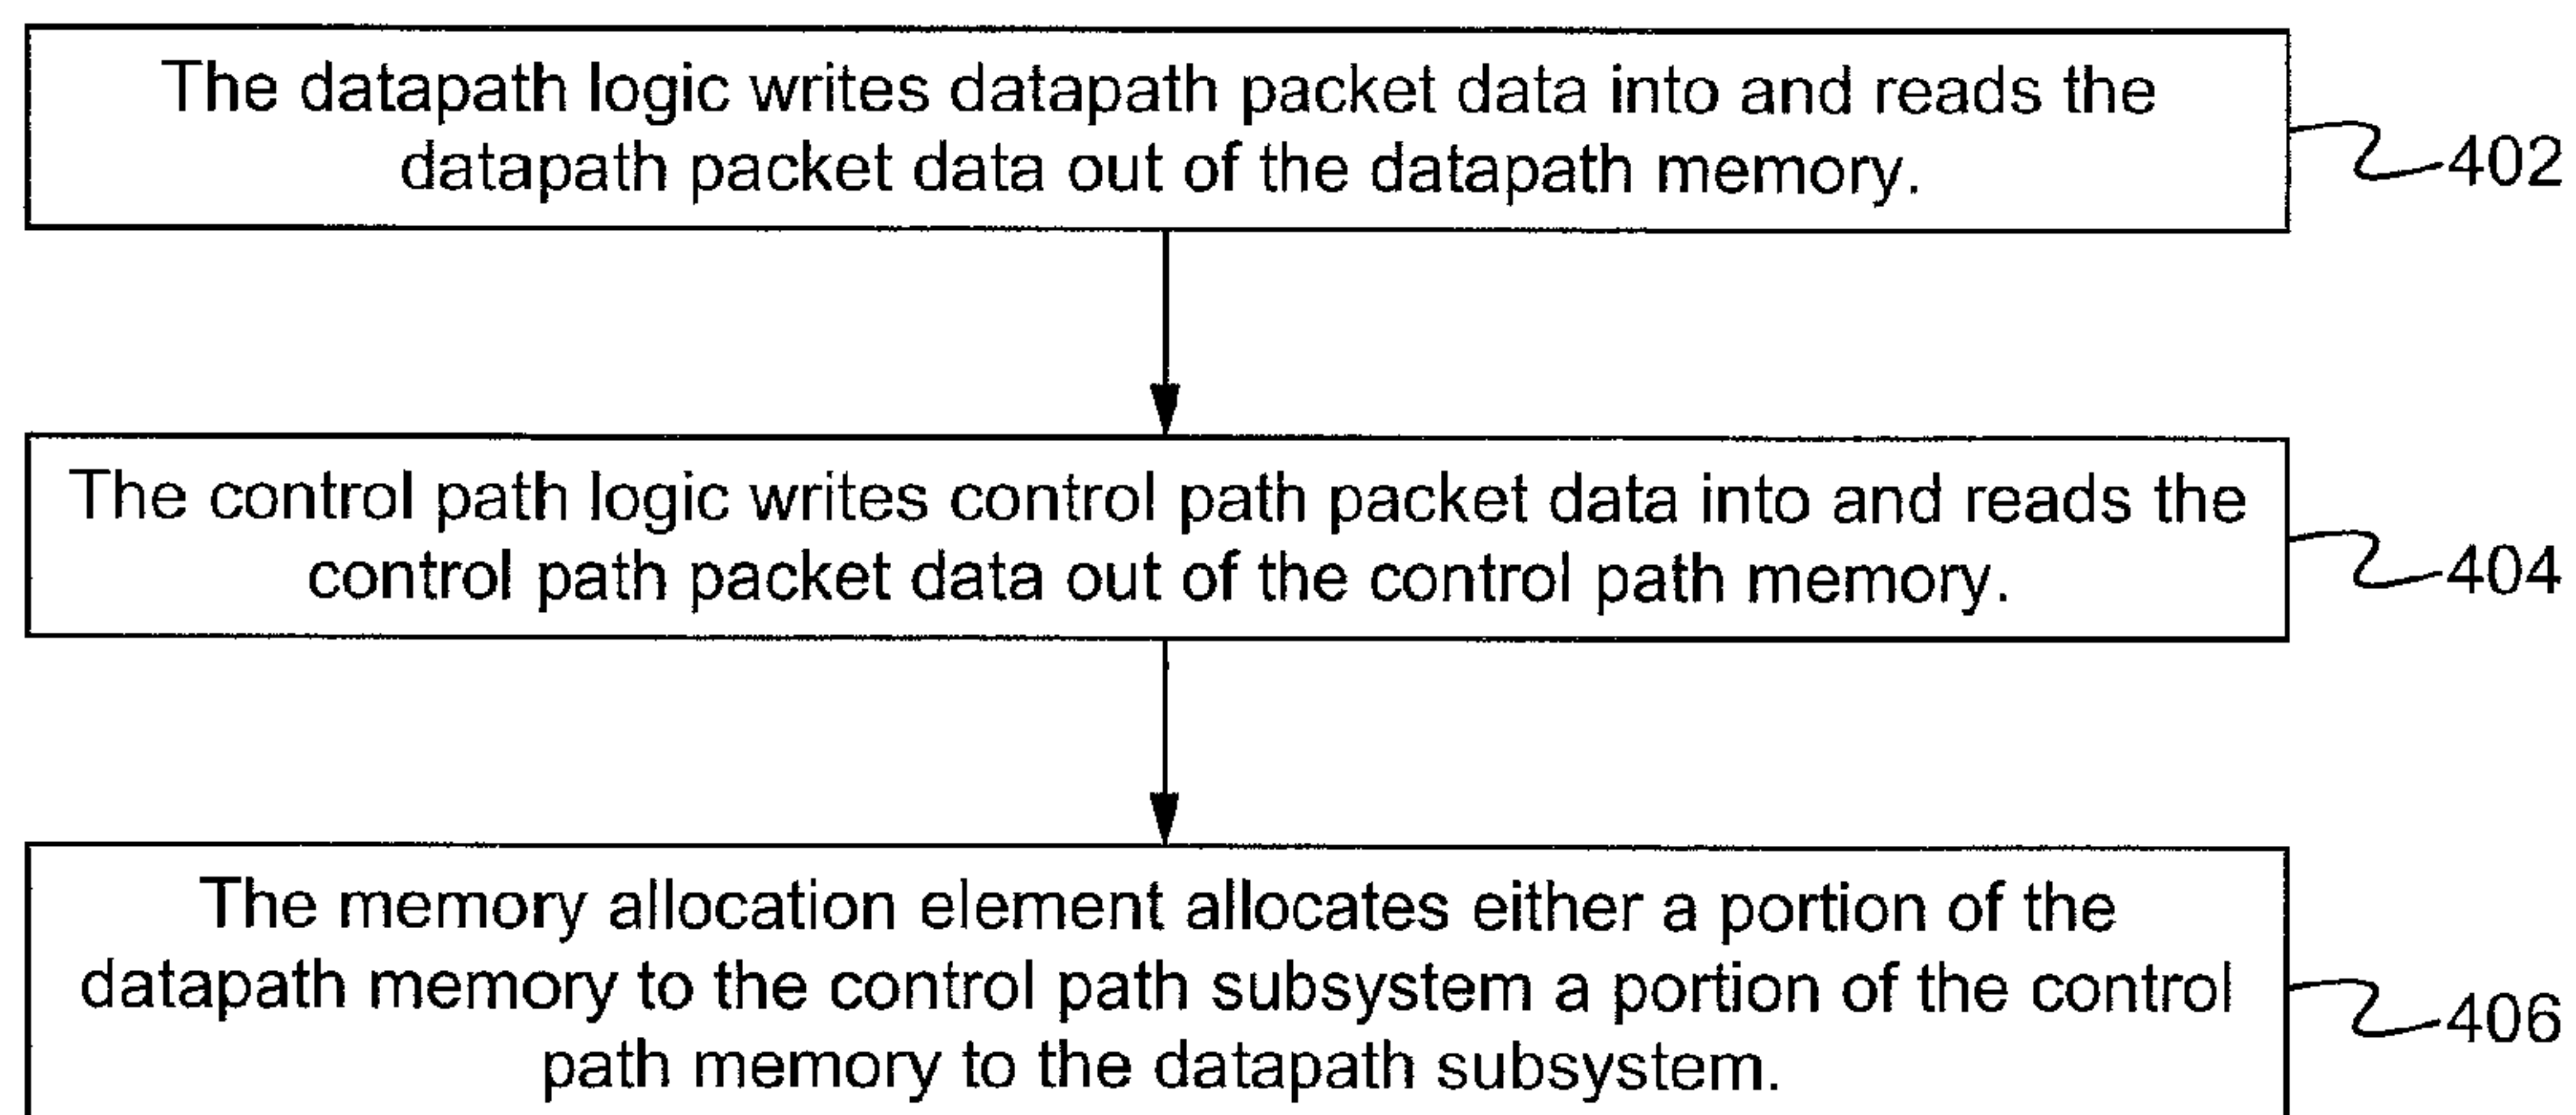 The datapath logic writes datapath packet data into and reads the
datapath packet data out of the datapath memory.
402
The control path logic writes control path packet data into and reads the
control path packet data out of the control path memory.
404
The memory allocation element allocates either a portion of the
datapath memory to the control path subsystem a portion of the control
path memory to the datapath subsystem.
406